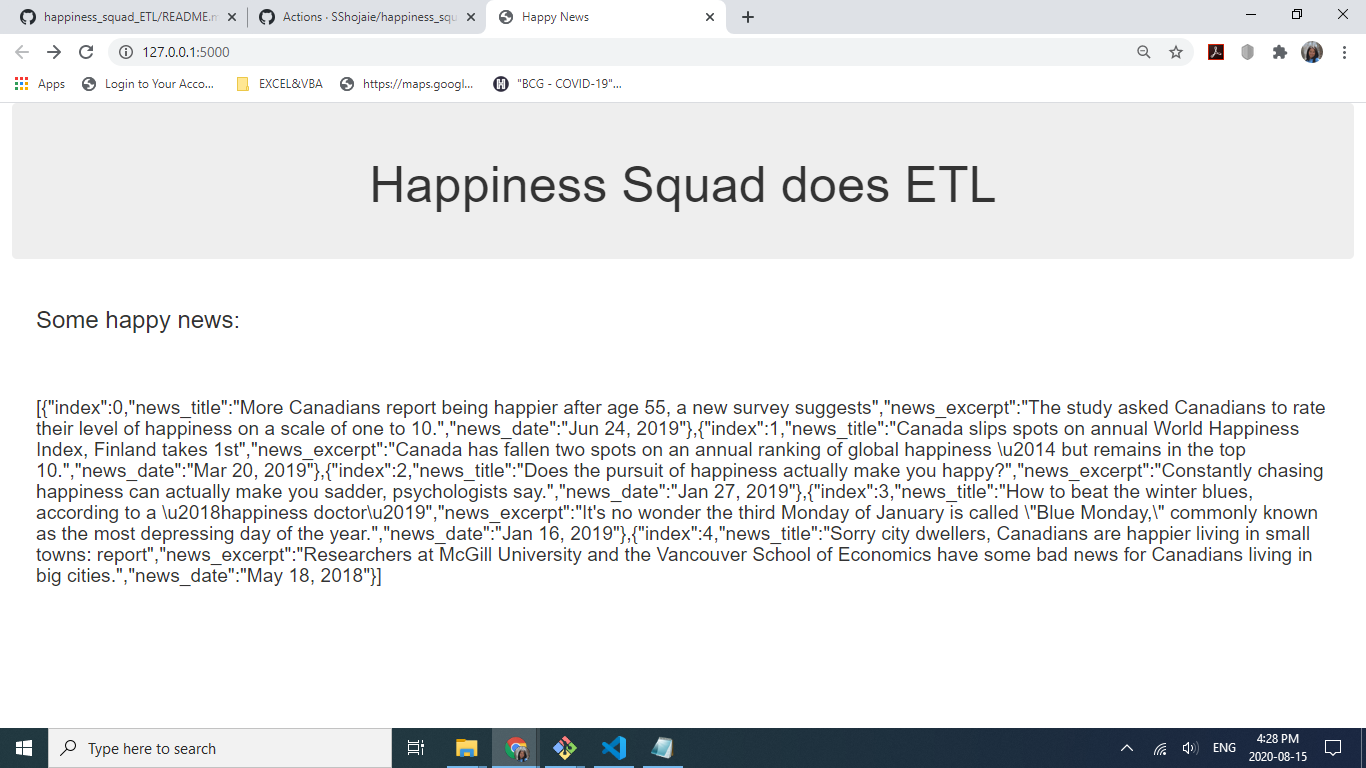 happiness_squad_ETL/README.m
Actions · SShojaie/happiness_squ
Happy News
127.0.0.1:5000
Apps
Login to Your Acco...
EXCEL&VBA
https://maps.googl...
"BCG - COVID-19"...
Happiness Squad does ETL
Some happy news:
[{"index":0,"news_title":"More Canadians report being happier after age 55, a new survey suggests","news_excerpt":"The study asked Canadians to rate
their level of happiness on a scale of one to 10.","news_date":"Jun 24, 2019"},{"index":1,"news_title":"Canada slips spots on annual World Happiness
Index, Finland takes 1st","news_excerpt":"Canada has fallen two spots on an annual ranking of global happiness \u2014 but remains in the top
10.","news_date":"Mar 20, 2019"},{"index":2,"news_title":"Does the pursuit of happiness actually make you happy?","news_excerpt":"Constantly chasing
happiness can actually make you sadder, psychologists say.","news_date":"Jan 27, 2019"},{"index":3,"news_title":"How to beat the winter blues,
according to a \u2018happiness doctor\u2019","news_excerpt":"It's no wonder the third Monday of January is called \"Blue Monday,\" commonly known
as the most depressing day of the year.","news_date":"Jan 16, 2019"},{"index":4,"news_title":"Sorry city dwellers, Canadians are happier living in small
towns: report","news_excerpt":"Researchers at McGill University and the Vancouver School of Economics have some bad news for Canadians living in
big cities.","news_date":"May 18, 2018"}]
Type here to search
ENG
4:28 PM
2020-08-15